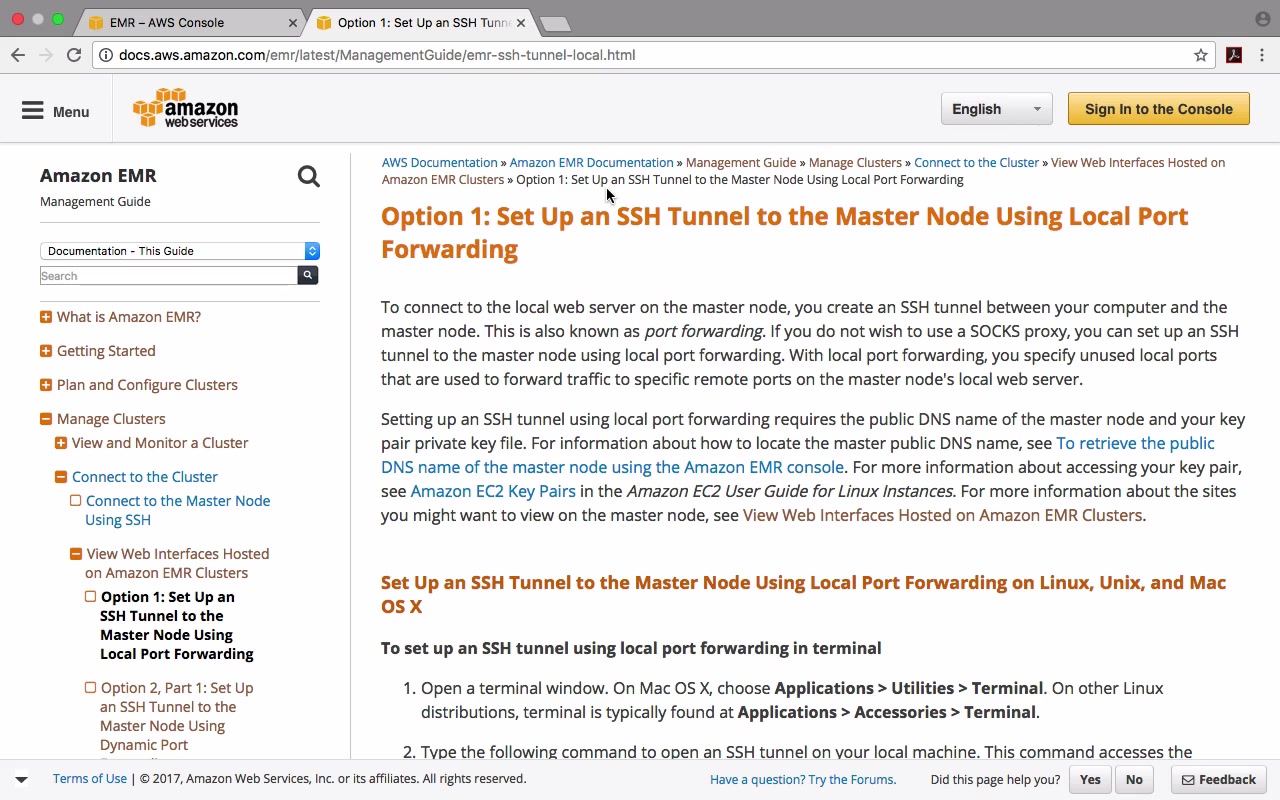 EMR – AWS Console
Option 1: Set Up an SSH Tunn
docs.aws.amazon.com/emr/latest/ManagementGuide/emr-ssh-tunnel-local.html
Menu
amazon
web services
English
Sign In to the Console
Amazon EMR
Management Guide
Documentation - This Guide
Search
What is Amazon EMR?
Getting Started
Plan and Configure Clusters
Manage Clusters
View and Monitor a Cluster
Connect to the Cluster
Connect to the Master Node
Using SSH
View Web Interfaces Hosted
on Amazon EMR Clusters
Option 1: Set Up an
SSH Tunnel to the
Master Node Using
Local Port Forwarding
Option 2, Part 1: Set Up
an SSH Tunnel to the
Master Node Using
Dynamic Port
AWS Documentation » Amazon EMR Documentation » Management Guide » Manage Clusters » Connect to the Cluster » View Web Interfaces Hosted on
Amazon EMR Clusters » Option 1: Set Up an SSH Tunnel to the Master Node Using Local Port Forwarding
Option 1: Set Up an SSH Tunnel to the Master Node Using Local Port
Forwarding
To connect to the local web server on the master node, you create an SSH tunnel between your computer and the
master node. This is also known as port forwarding. If you do not wish to use a SOCKS proxy, you can set up an SSH
tunnel to the master node using local port forwarding. With local port forwarding, you specify unused local ports
that are used to forward traffic to specific remote ports on the master node's local web server.
Setting up an SSH tunnel using local port forwarding requires the public DNS name of the master node and your key
pair private key file. For information about how to locate the master public DNS name, see To retrieve the public
DNS name of the master node using the Amazon EMR console. For more information about accessing your key pair,
see Amazon EC2 Key Pairs in the Amazon EC2 User Guide for Linux Instances. For more information about the sites
you might want to view on the master node, see View Web Interfaces Hosted on Amazon EMR Clusters.
Set Up an SSH Tunnel to the Master Node Using Local Port Forwarding on Linux, Unix, and Mac
OS X
To set up an SSH tunnel using local port forwarding in terminal
1. Open a terminal window. On Mac OS X, choose Applications > Utilities > Terminal. On other Linux
distributions, terminal is typically found at Applications > Accessories > Terminal.
2. Type the following command to open an SSH tunnel on your local machine. This command accesses the
Terms of Use | © 2017, Amazon Web Services, Inc. or its affiliates. All rights reserved.
Have a question? Try the Forums.
Did this page help you?
Yes
No
Feedback